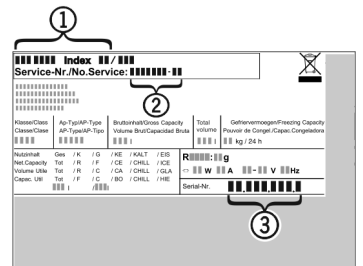 1
Index /
Service-Nr./No.Service: -
2
Klasse/Class Ap-Typ/AP-Type Bruttoinhalt/Gross Capacity Total Gefriervermoegen/Freezing Capacity
Classe/Clase AP-Type/AP-Tipo Volume Brut/Capacidad Bruta volume Pouvoir de Congel./Capac.Congeladora
l l kg / 24 h
Nutzinhalt Ges / K / G / KE / KALT / EIS
Net.Capacity Tot / R / F / CE / CHILL / ICE
Volume Utile Tot / R / C / CA / CHILL / GLA
Capac. Util Tot / F / C / BO / CHILL / HIE
l / l
R : g
W A - V Hz
Serial-Nr.
3